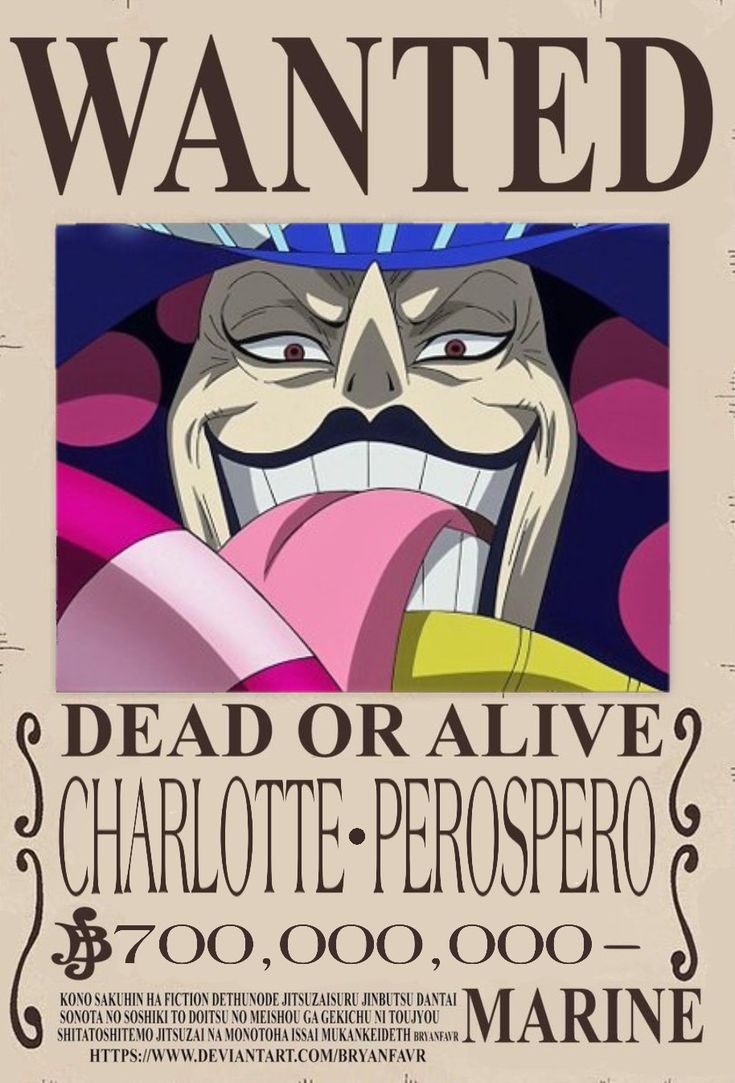 WANTED
DEAD OR ALIVE
CHARLOTTE•PEROSPERO
700,000,000-
KONO SAKUHIN HA FICTION DETHUNODE JITSUZAISURU JINBUTSU DANTAI
SONOTA NO SOSHIKI TO DOITSU NO MEISHOU GA GEKICHU NI TOUJYOU
SHITATOSHITEMO JITSUZAI NA MONOTOHA ISSAI MUKANKEIDETH BRYANFAVR
HTTPS://WWW.DEVIANTART.COM/BRYANFAVR
MARINE